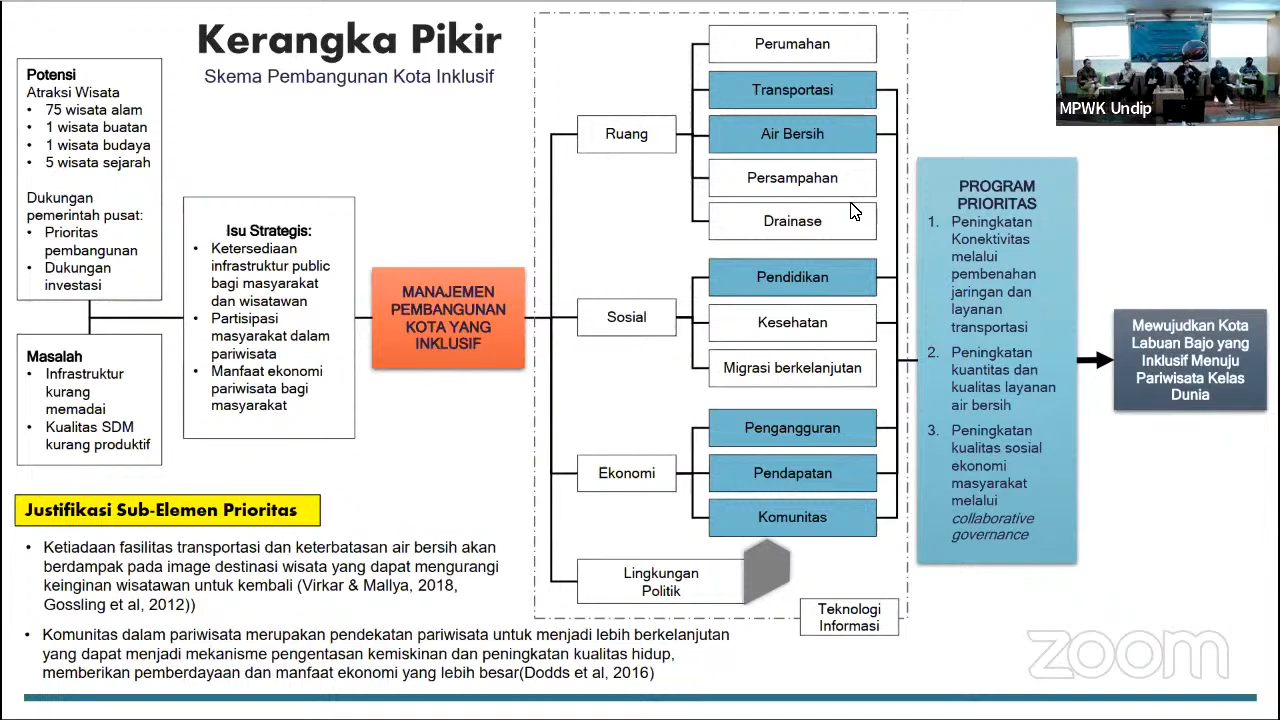 Kerangka Pikir
Skema Pembangunan Kota Inklusif
Potensi
Atraksi Wisata
• 75 wisata alam
• 1 wisata buatan
• 1 wisata budaya
• 5 wisata sejarah
Dukungan
pemerintah pusat:
• Prioritas
pembangunan
• Dukungan
investasi
Masalah
• Infrastruktur
kurang
memadai
• Kualitas SDM
kurang produktif
Isu Strategis:
• Ketersediaan
infrastruktur public
bagi masyarakat
dan wisatawan
• Partisipasi
masyarakat dalam
pariwisata
• Manfaat ekonomi
pariwisata bagi
masyarakat
MANAJEMEN
PEMBANGUNAN
KOTA YANG
INKLUSIF
Ruang
Perumahan
Transportasi
Air Bersih
Persampahan
Drainase
Sosial
Pendidikan
Kesehatan
Migrasi berkelanjutan
Ekonomi
Pengangguran
Pendapatan
Komunitas
Lingkungan
Politik
Teknologi
Informasi
PROGRAM
PRIORITAS
1. Peningkatan
Konektivitas
melalui
pembenahan
jaringan dan
layanan
transportasi
2. Peningkatan
kuantitas dan
kualitas layanan
air bersih
3. Peningkatan
kualitas sosial
ekonomi
masyarakat
melalui
collaborative
governance
Mewujudkan Kota
Labuan Bajo yang
Inklusif Menuju
Pariwisata Kelas
Dunia
MPWK Undip
Justifikasi Sub-Elemen Prioritas
• Ketiadaan fasilitas transportasi dan keterbatasan air bersih akan
berdampak pada image destinasi wisata yang dapat mengurangi
keinginan wisatawan untuk kembali (Virkar & Mallya, 2018,
Gossling et al, 2012))
• Komunitas dalam pariwisata merupakan pendekatan pariwisata untuk menjadi lebih berkelanjutan
yang dapat menjadi mekanisme pengentasan kemiskinan dan peningkatan kualitas hidup,
memberikan pemberdayaan dan manfaat ekonomi yang lebih besar(Dodds et al, 2016)
zoom